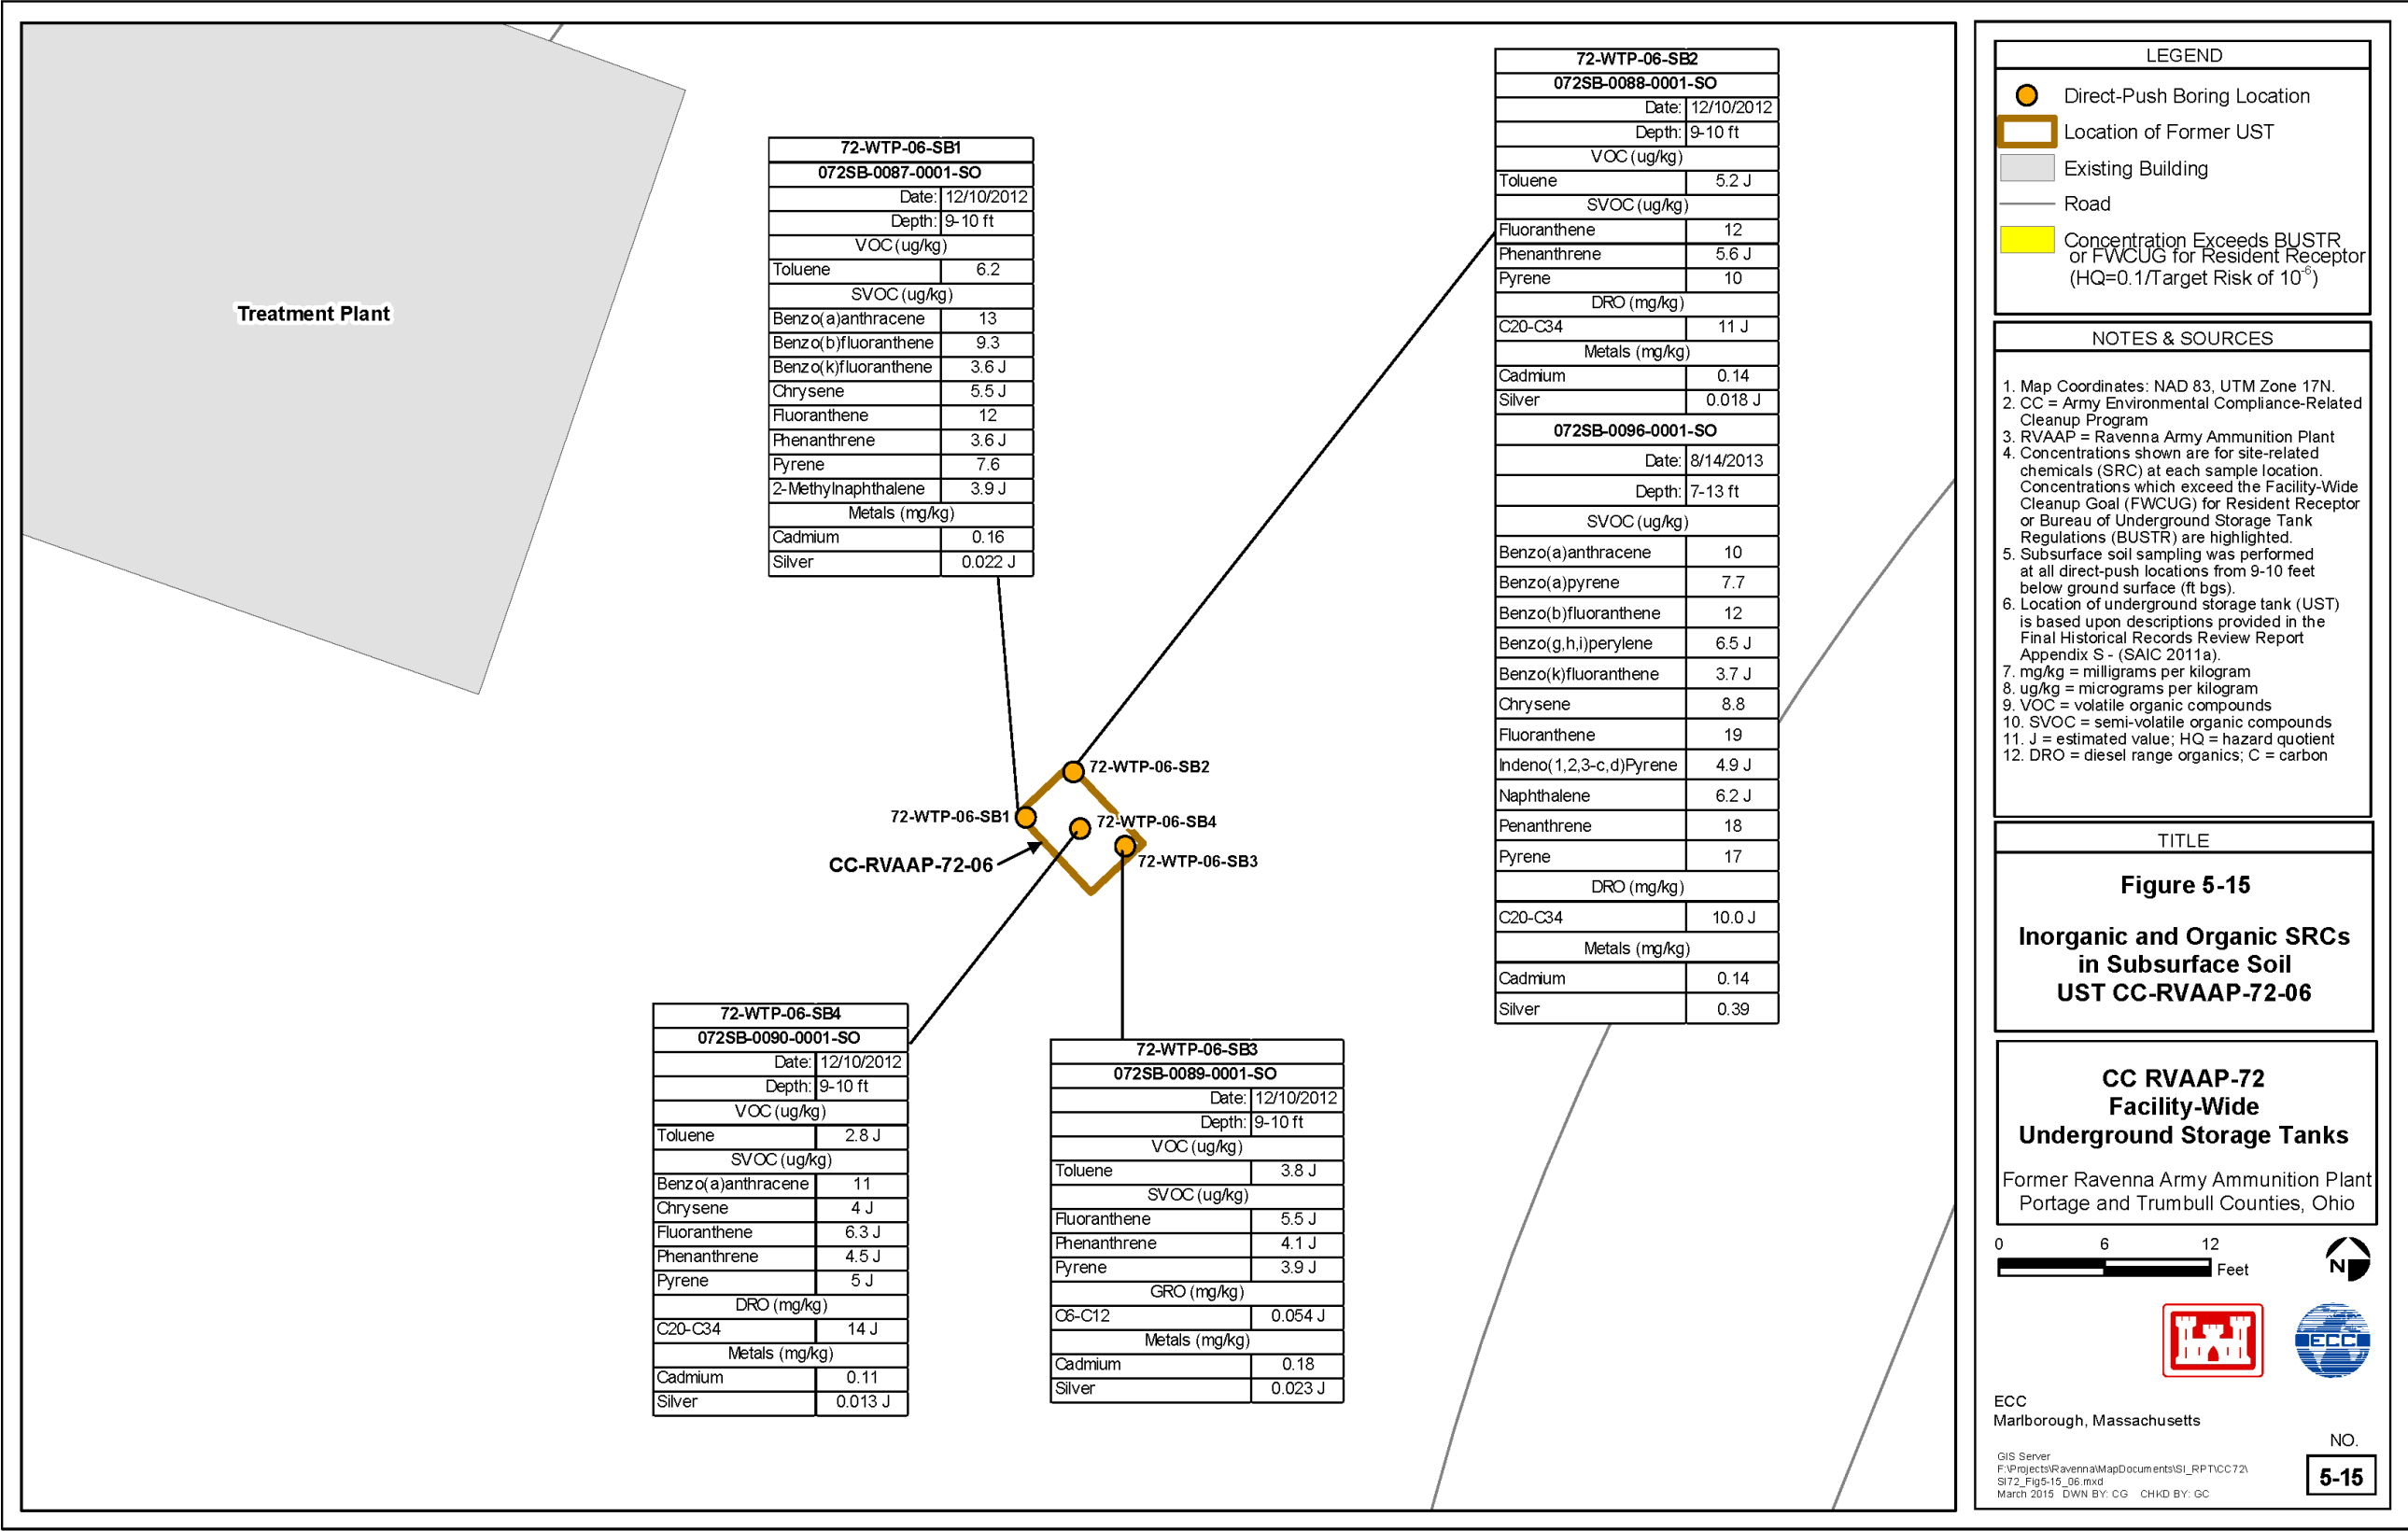 Treatment Plant
72-WTP-06-SB1
072SB-0087-0001-SO
Date: 12/10/2012
Depth: 9-10 ft
VOC (ug/kg)
Toluene 6.2
SVOC (ug/kg)
Benzo(a)anthracene 13
Benzo(b)fluoranthene 9.3
Benzo(k)fluoranthene 3.6 J
Chrysene 5.5 J
Fluoranthene 12
Phenanthrene 3.6 J
Pyrene 7.6
2-Methylnaphthalene 3.9 J
Metals (mg/kg)
Cadmium 0.16
Silver 0.022 J
72-WTP-06-SB2
072SB-0088-0001-SO
Date: 12/10/2012
Depth: 9-10 ft
VOC (ug/kg)
Toluene 5.2 J
SVOC (ug/kg)
Fluoranthene 12
Phenanthrene 5.6 J
Pyrene 10
DRO (mg/kg)
C20-C34 11 J
Metals (mg/kg)
Cadmium 0.14
Silver 0.018 J
072SB-0096-0001-SO
Date: 8/14/2013
Depth: 7-13 ft
SVOC (ug/kg)
Benzo(a)anthracene 10
Benzo(a)pyrene 7.7
Benzo(b)fluoranthene 12
Benzo(g,h,i)perylene 6.5 J
Benzo(k)fluoranthene 3.7 J
Chrysene 8.8
Fluoranthene 19
Indeno(1,2,3-c,d)Pyrene 4.9 J
Naphthalene 6.2 J
Penanthrene 18
Pyrene 17
DRO (mg/kg)
C20-C34 10.0 J
Metals (mg/kg)
Cadmium 0.14
Silver 0.39
72-WTP-06-SB2
72-WTP-06-SB1
72-WTP-06-SB4
72-WTP-06-SB3
CC-RVAAP-72-06
72-WTP-06-SB4
072SB-0090-0001-SO
Date: 12/10/2012
Depth: 9-10 ft
VOC (ug/kg)
Toluene 2.8 J
SVOC (ug/kg)
Benzo(a)anthracene 11
Chrysene 4 J
Fluoranthene 6.3 J
Phenanthrene 4.5 J
Pyrene 5 J
DRO (mg/kg)
C20-C34 14 J
Metals (mg/kg)
Cadmium 0.11
Silver 0.013 J
72-WTP-06-SB3
072SB-0089-0001-SO
Date: 12/10/2012
Depth: 9-10 ft
VOC (ug/kg)
Toluene 3.8 J
SVOC (ug/kg)
Fluoranthene 5.5 J
Phenanthrene 4.1 J
Pyrene 3.9 J
GRO (mg/kg)
C6-C12 0.054 J
Metals (mg/kg)
Cadmium 0.18
Silver 0.023 J
LEGEND
Direct-Push Boring Location
Location of Former UST
Existing Building
Road
Concentration Exceeds BUSTR
or FWCUG for Resident Receptor
(HQ=0.1/Target Risk of 10-6)
NOTES & SOURCES
1. Map Coordinates: NAD 83, UTM Zone 17N.
2. CC = Army Environmental Compliance-Related
Cleanup Program
3. RVAAP = Ravenna Army Ammunition Plant
4. Concentrations shown are for site-related
chemicals (SRC) at each sample location.
Concentrations which exceed the Facility-Wide
Cleanup Goal (FWCUG) for Resident Receptor
or Bureau of Underground Storage Tank
Regulations (BUSTR) are highlighted.
5. Subsurface soil sampling was performed
at all direct-push locations from 9-10 feet
below ground surface (ft bgs).
6. Location of underground storage tank (UST)
is based upon descriptions provided in the
Final Historical Records Review Report
Appendix S - (SAIC 2011a).
7. mg/kg = milligrams per kilogram
8. ug/kg = micrograms per kilogram
9. VOC = volatile organic compounds
10. SVOC = semi-volatile organic compounds
11. J = estimated value; HQ = hazard quotient
12. DRO = diesel range organics; C = carbon
TITLE
Figure 5-15
Inorganic and Organic SRCs
in Subsurface Soil
UST CC-RVAAP-72-06
CC RVAAP-72
Facility-Wide
Underground Storage Tanks
Former Ravenna Army Ammunition Plant
Portage and Trumbull Counties, Ohio
0 6 12
Feet
N
ECC
ECC
Marlborough, Massachusetts
NO.
5-15
GIS Server
F:\Projects\Ravenna\MapDocuments\SI_RPT\CC72\
SI72_Fig5-15_06.mxd
March 2015 DWN BY: CG CHKD BY: GC